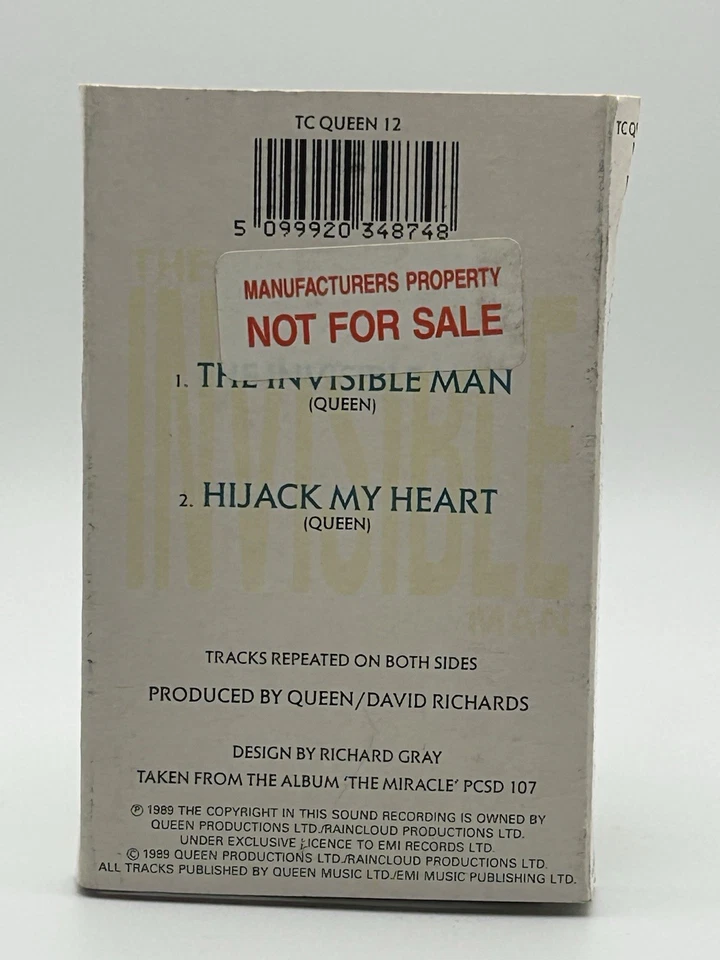 TC QUEEN 12
TC Q
5 099920 348748
THE
INVISIBLE
MAN
MANUFACTURERS PROPERTY
NOT FOR SALE
1. THE INVISIBLE MAN
(QUEEN)
2. HIJACK MY HEART
(QUEEN)
TRACKS REPEATED ON BOTH SIDES
PRODUCED BY QUEEN/DAVID RICHARDS
DESIGN BY RICHARD GRAY
TAKEN FROM THE ALBUM 'THE MIRACLE' PCSD 107
℗ 1989 THE COPYRIGHT IN THIS SOUND RECORDING IS OWNED BY
QUEEN PRODUCTIONS LTD./RAINCLOUD PRODUCTIONS LTD.
UNDER EXCLUSIVE LICENCE TO EMI RECORDS LTD.
© 1989 QUEEN PRODUCTIONS LTD./RAINCLOUD PRODUCTIONS LTD.
ALL TRACKS PUBLISHED BY QUEEN MUSIC LTD./EMI MUSIC PUBLISHING LTD.